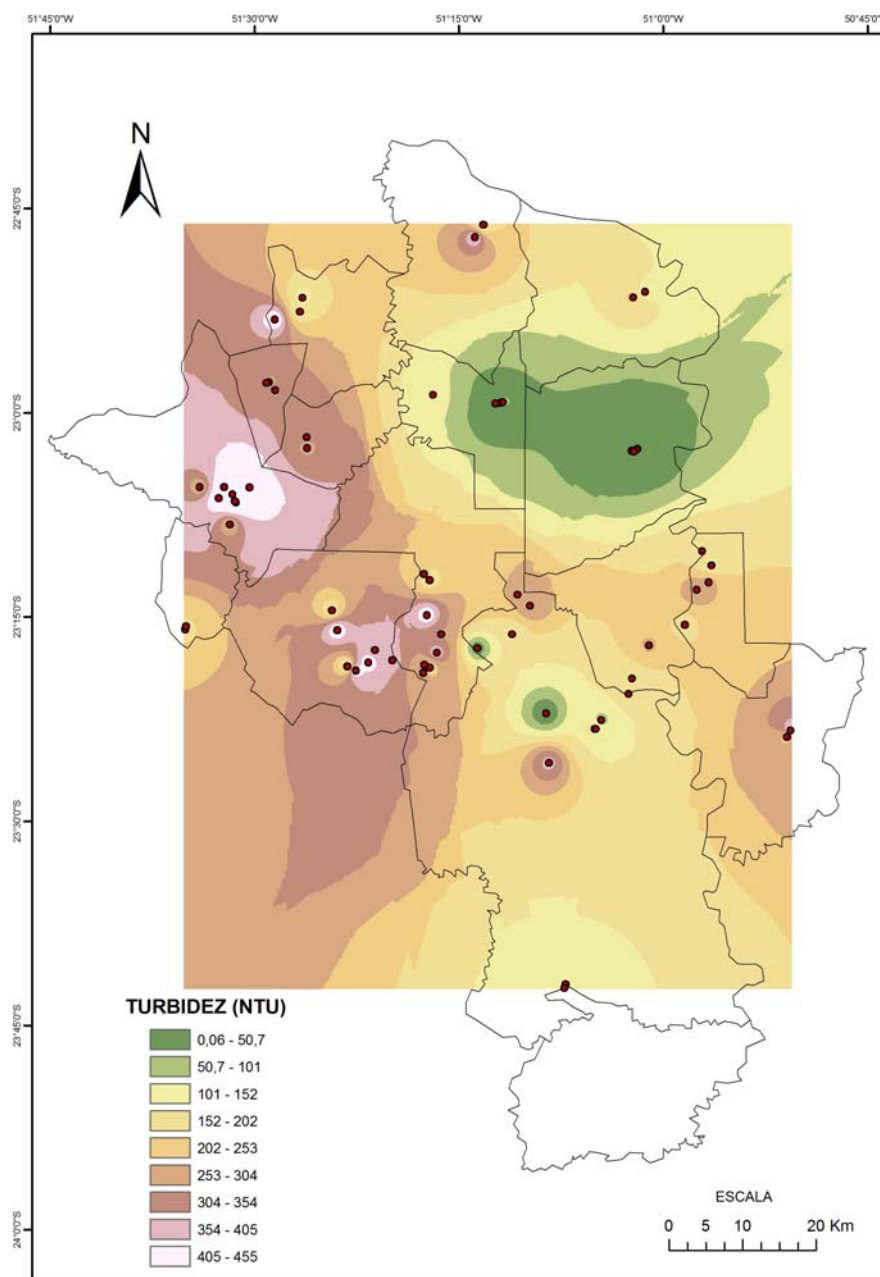 51°45'0"W 51°30'0"W 51°15'0"W 51°0'0"W 50°45'0"W
N
22°45'0"S
23°0'0"S
23°15'0"S
23°30'0"S
23°45'0"S
24°0'0"S
TURBIDEZ (NTU)
0,06 - 50,7
50,7 - 101
101 - 152
152 - 202
202 - 253
253 - 304
304 - 354
354 - 405
405 - 455
ESCALA
0 5 10 20 Km